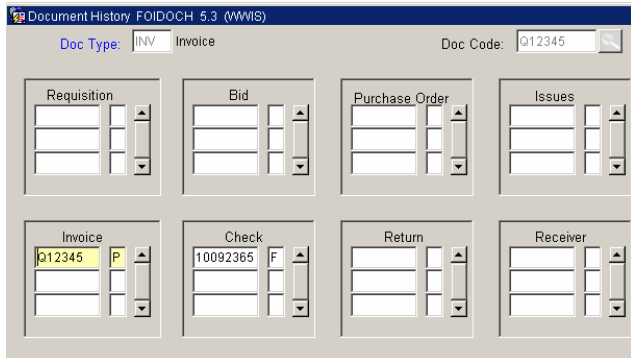 Document History FOIDOCH 5.3 (WWIS)
Doc Type: INV Invoice Doc Code: Q12345
Requisition Bid Purchase Order Issues
Invoice Check Return Receiver
Q12345 P 10092365 F